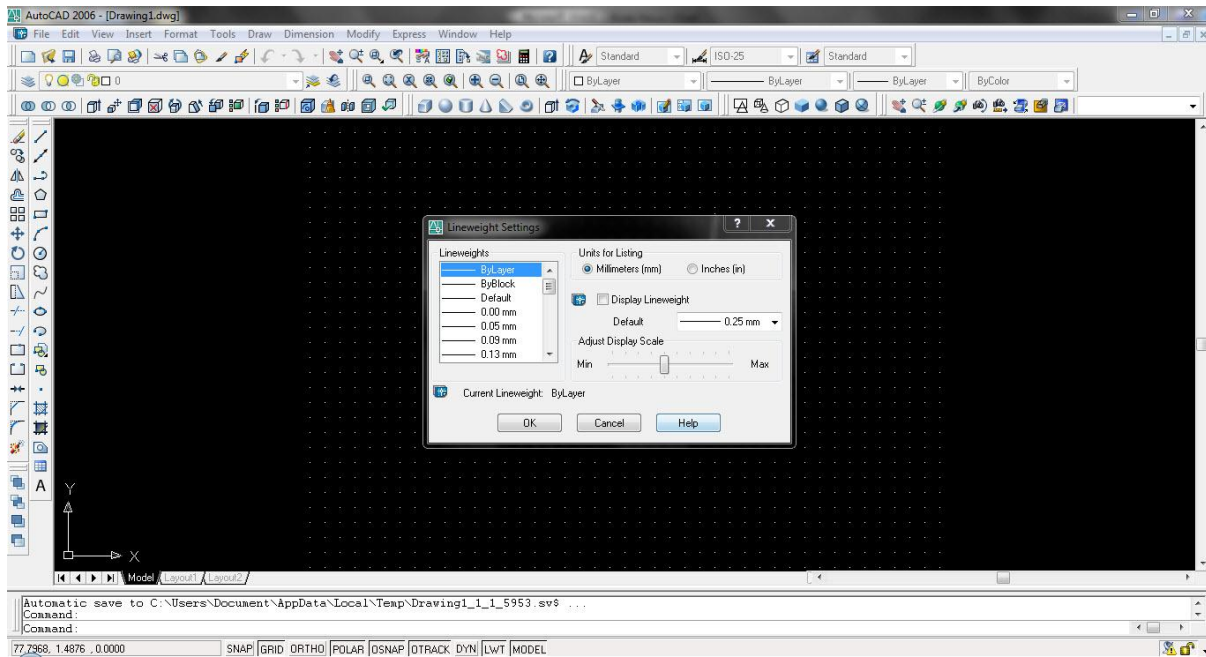 AutoCAD 2006 - [Drawing1.dwg]
File Edit View Insert Format Tools Draw Dimension Modify Express Window Help
Standard ISO-25 Standard
0 ByLayer ByLayer ByLayer ByColor
Lineweight Settings
Lineweights
ByLayer
ByBlock
Default
0.00 mm
0.05 mm
0.09 mm
0.13 mm
Units for Listing
Millimeters (mm) Inches (in)
Display Lineweight
Default 0.25 mm
Adjust Display Scale
Min Max
Current Lineweight: ByLayer
OK Cancel Help
Y
X
Model Layout1 Layout2
Automatic save to C:\Users\Document\AppData\Local\Temp\Drawing1_1_1_5953.sv$ ...
Command:
Command:
77.7968, 1.4876 , 0.0000 SNAP GRID ORTHO POLAR OSNAP OTRACK DYN LWT MODEL